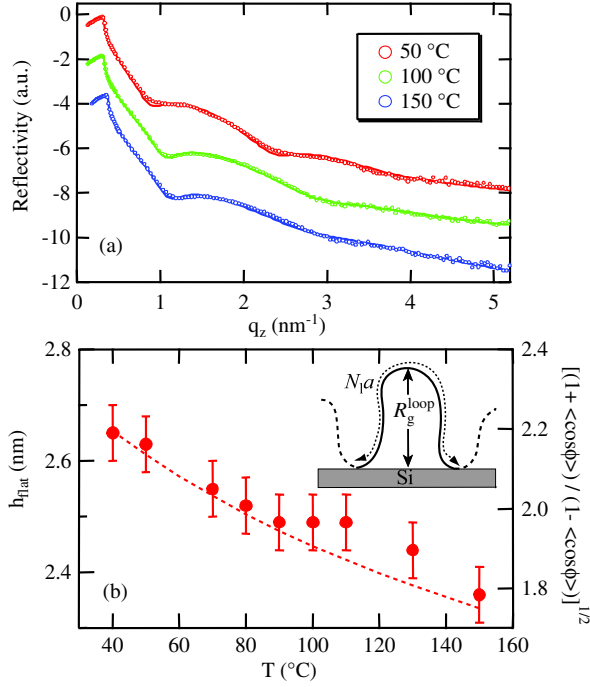 0
-2
-4
-6
-8
-10
-12
Reflectivity (a.u.)
50 °C
100 °C
150 °C
(a)
0
1
2
3
4
5
q_z (nm⁻¹)
2.8
2.6
2.4
h_flat (nm)
2.4
2.2
2.0
1.8
[(1+ <cosϕ>) / (1- <cosϕ>)]^1/2
N_l a
R_g^loop
Si
(b)
40
60
80
100
120
140
160
T (°C)